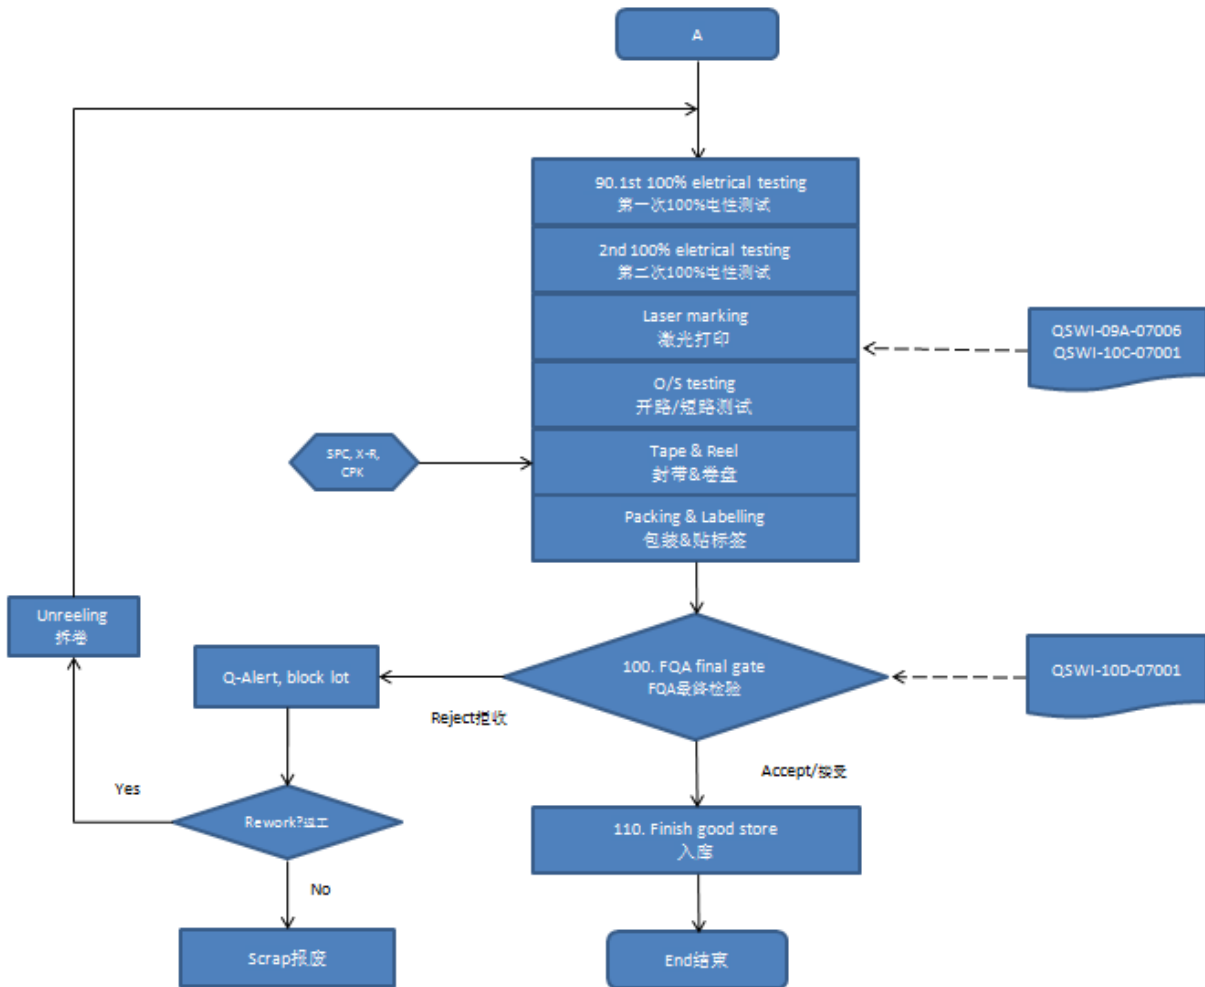 A
90.1st 100% eletrical testing
第一次100%电性测试
2nd 100% eletrical testing
第二次100%电性测试
Laser marking
激光打印
QSWI-09A-07006
QSWI-10C-07001
O/S testing
开路/短路测试
SPC, X-R,
CPK
Tape & Reel
封带&卷盘
Packing & Labelling
包装&贴标签
Unreeling
拆卷
Q-Alert, block lot
100. FQA final gate
FQA最终检验
QSWI-10D-07001
Reject拒收
Accept/接受
Yes
Rework?返工
110. Finish good store
入库
No
Scrap报废
End结束